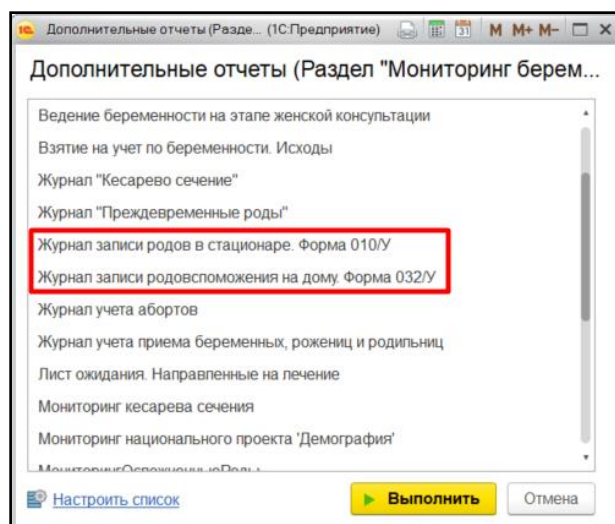 1С Дополнительные отчеты (Разде... (1С:Предприятие) 31 M M+ M-
Дополнительные отчеты (Раздел "Мониторинг берем...
Ведение беременности на этапе женской консультации
Взятие на учет по беременности. Исходы
Журнал "Кесарево сечение"
Журнал "Преждевременные роды"
Журнал записи родов в стационаре. Форма 010/У
Журнал записи родовспоможения на дому. Форма 032/У
Журнал учета абортов
Журнал учета приема беременных, рожениц и родильниц
Лист ожидания. Направленные на лечение
Мониторинг кесарева сечения
Мониторинг национального проекта 'Демография'
МониторингОсложненныеРоды
Настроить список Выполнить Отмена